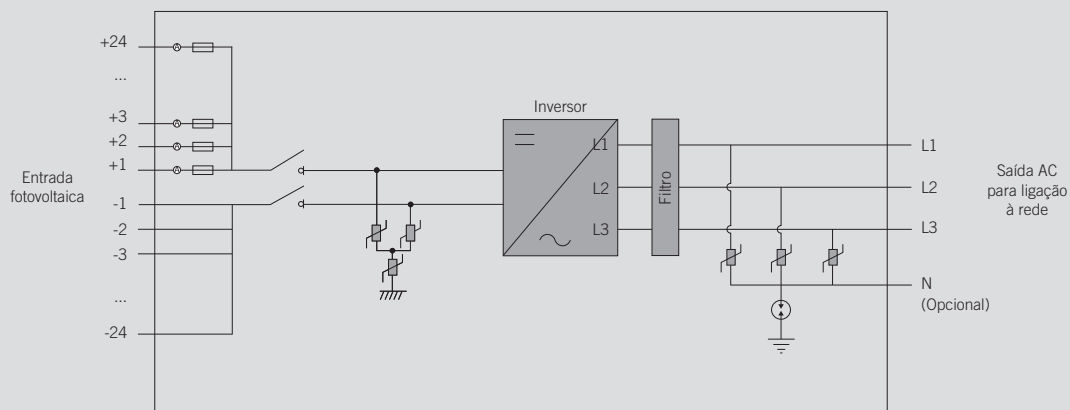 +24
...
+3
+2
+1
Entrada
fotovoltaica
-1
-2
-3
...
-24
Inversor
L1
L2
L3
Filtro
L1
L2
L3
N
(Opcional)
Saída AC
para ligação
à rede